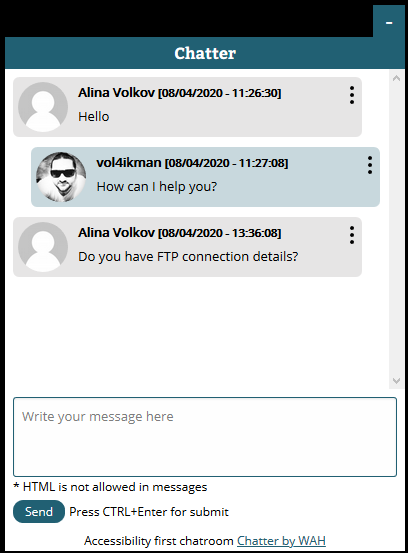 -
Chatter
Alina Volkov [08/04/2020 - 11:26:30]
Hello
vol4ikman [08/04/2020 - 11:27:08]
How can I help you?
Alina Volkov [08/04/2020 - 13:36:08]
Do you have FTP connection details?
Write your message here
* HTML is not allowed in messages
Send Press CTRL+Enter for submit
Accessibility first chatroom Chatter by WAH